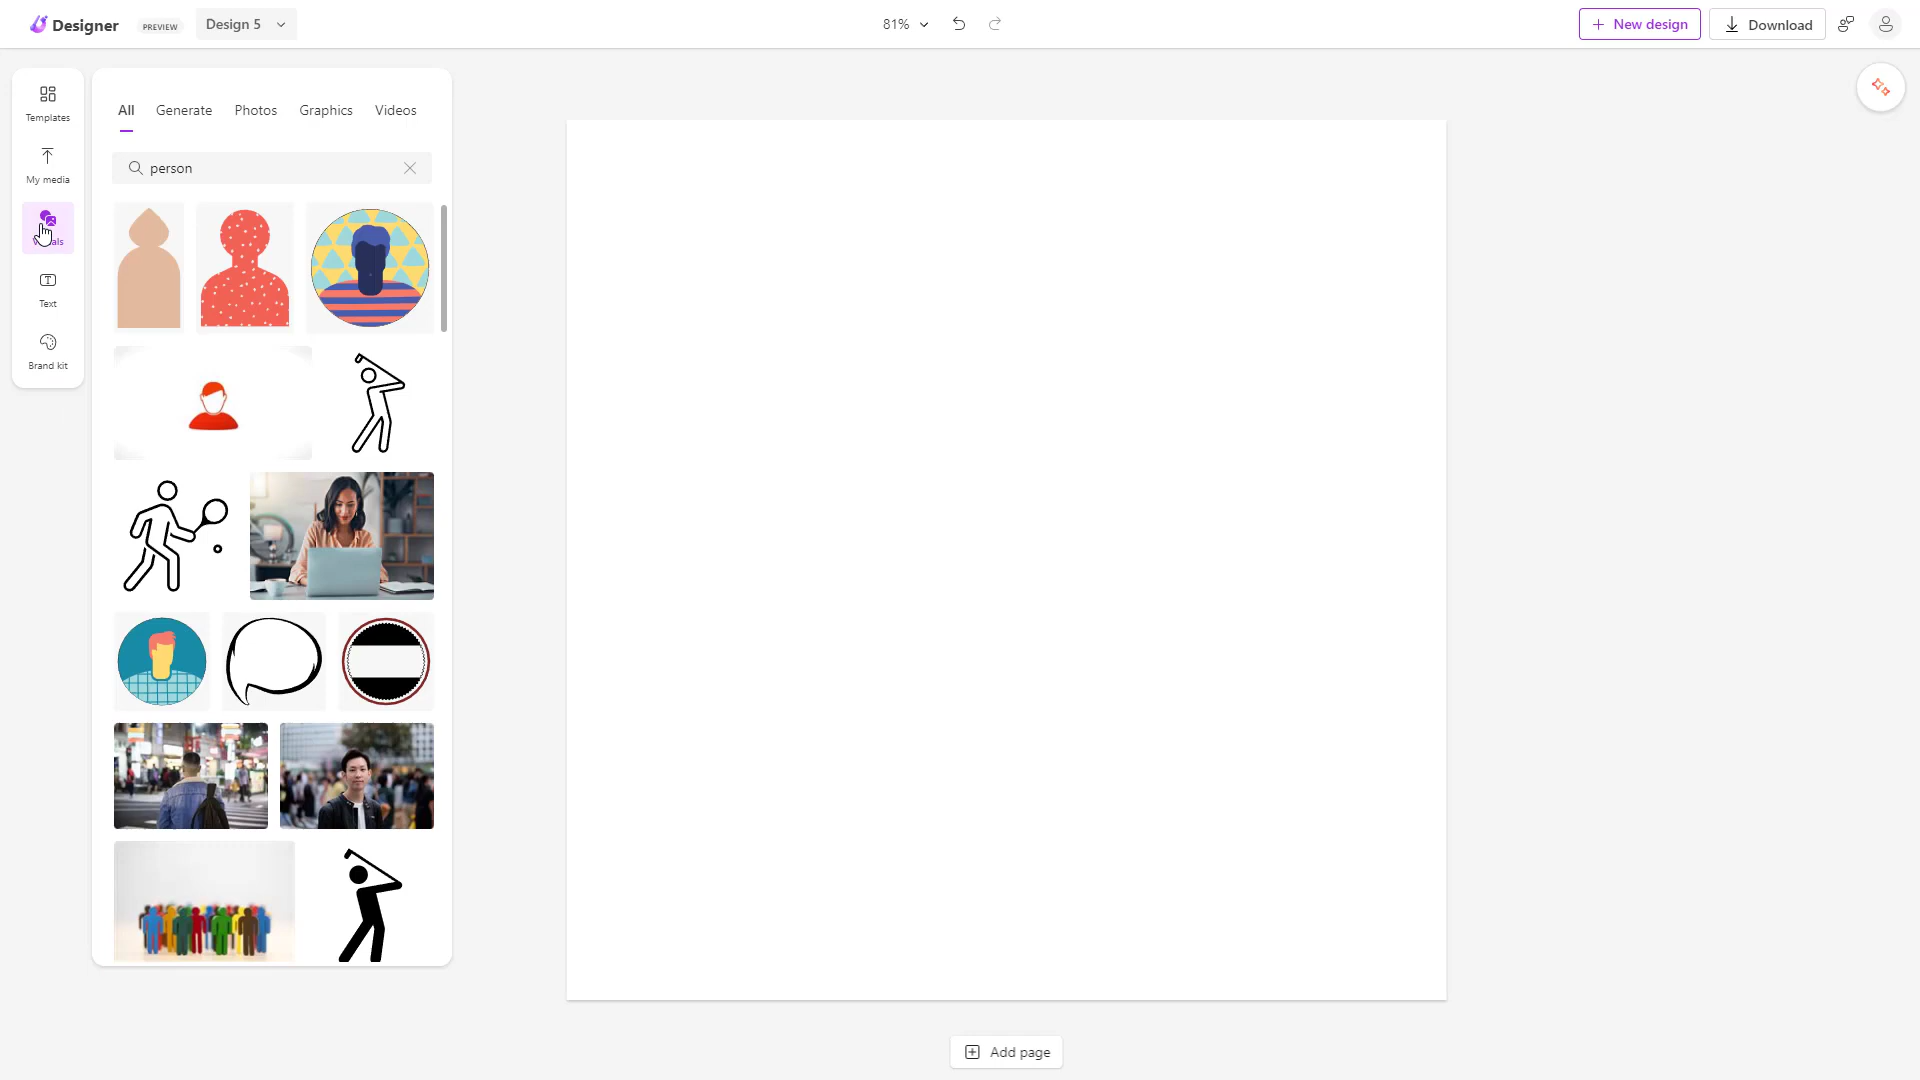 Designer
PREVIEW
Design 5
81%
New design
Download
Templates
My media
Text
Brand kit
All
Generate
Photos
Graphics
Videos
person
Add page